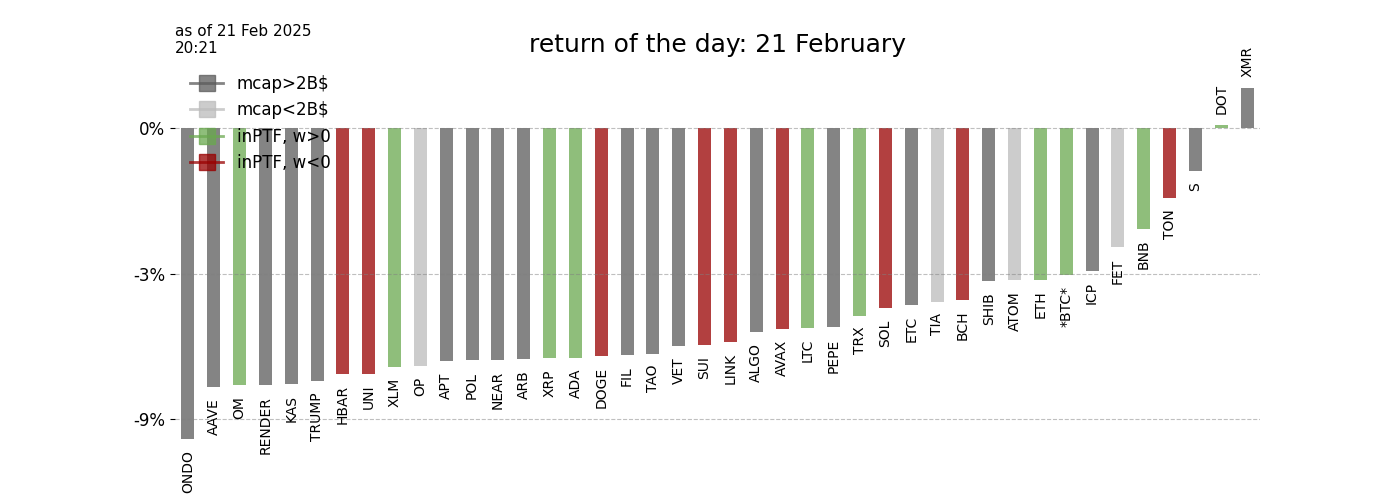 as of 21 Feb 2025
20:21
return of the day: 21 February
mcap>2B$
mcap<2B$
inPTF, w>0
inPTF, w<0
0%
-3%
-9%
ONDO
AAVE
OM
RENDER
KAS
TRUMP
HBAR
UNI
XLM
OP
APT
POL
NEAR
ARB
XRP
ADA
DOGE
FIL
TAO
VET
SUI
LINK
ALGO
AVAX
LTC
PEPE
TRX
SOL
ETC
TIA
BCH
SHIB
ATOM
ETH
*BTC*
ICP
FET
BNB
TON
S
DOT
XMR